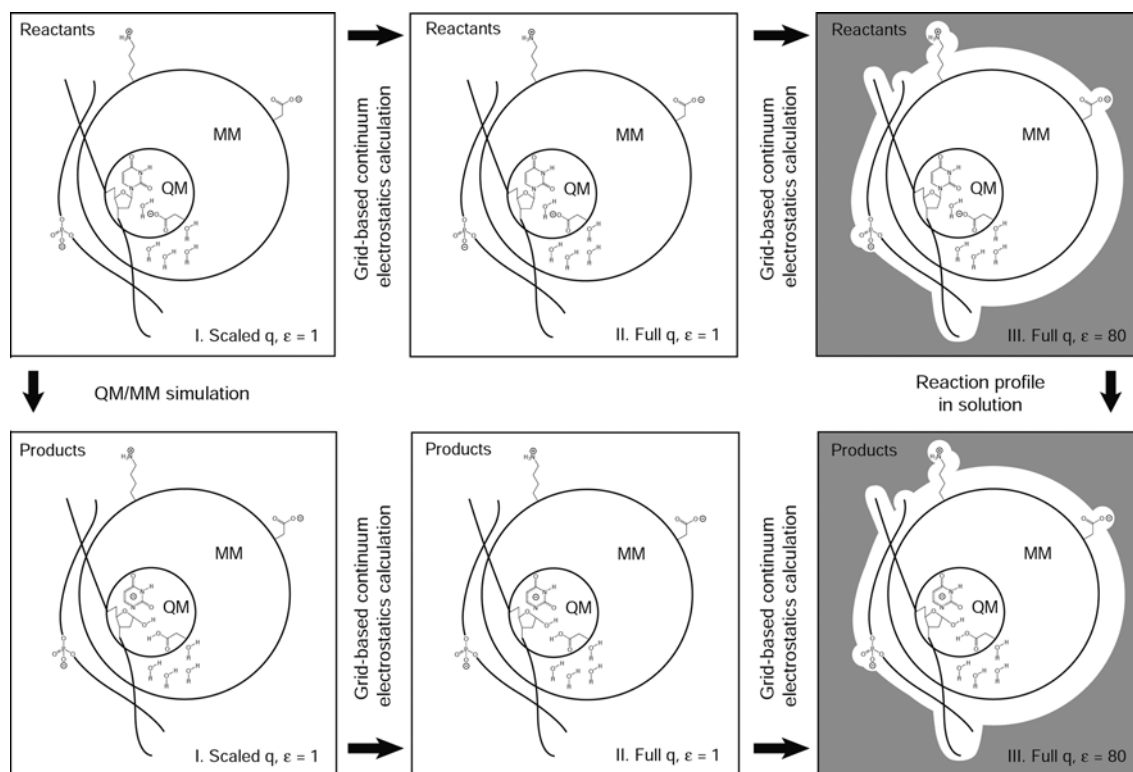 Reactants
MM
QM
I. Scaled q, ε = 1
Grid-based continuum
electrostatics calculation
Reactants
MM
QM
II. Full q, ε = 1
Grid-based continuum
electrostatics calculation
Reactants
MM
QM
III. Full q, ε = 80
QM/MM simulation
Reaction profile
in solution
Products
MM
QM
I. Scaled q, ε = 1
Grid-based continuum
electrostatics calculation
Products
MM
QM
II. Full q, ε = 1
Grid-based continuum
electrostatics calculation
Products
MM
QM
III. Full q, ε = 80